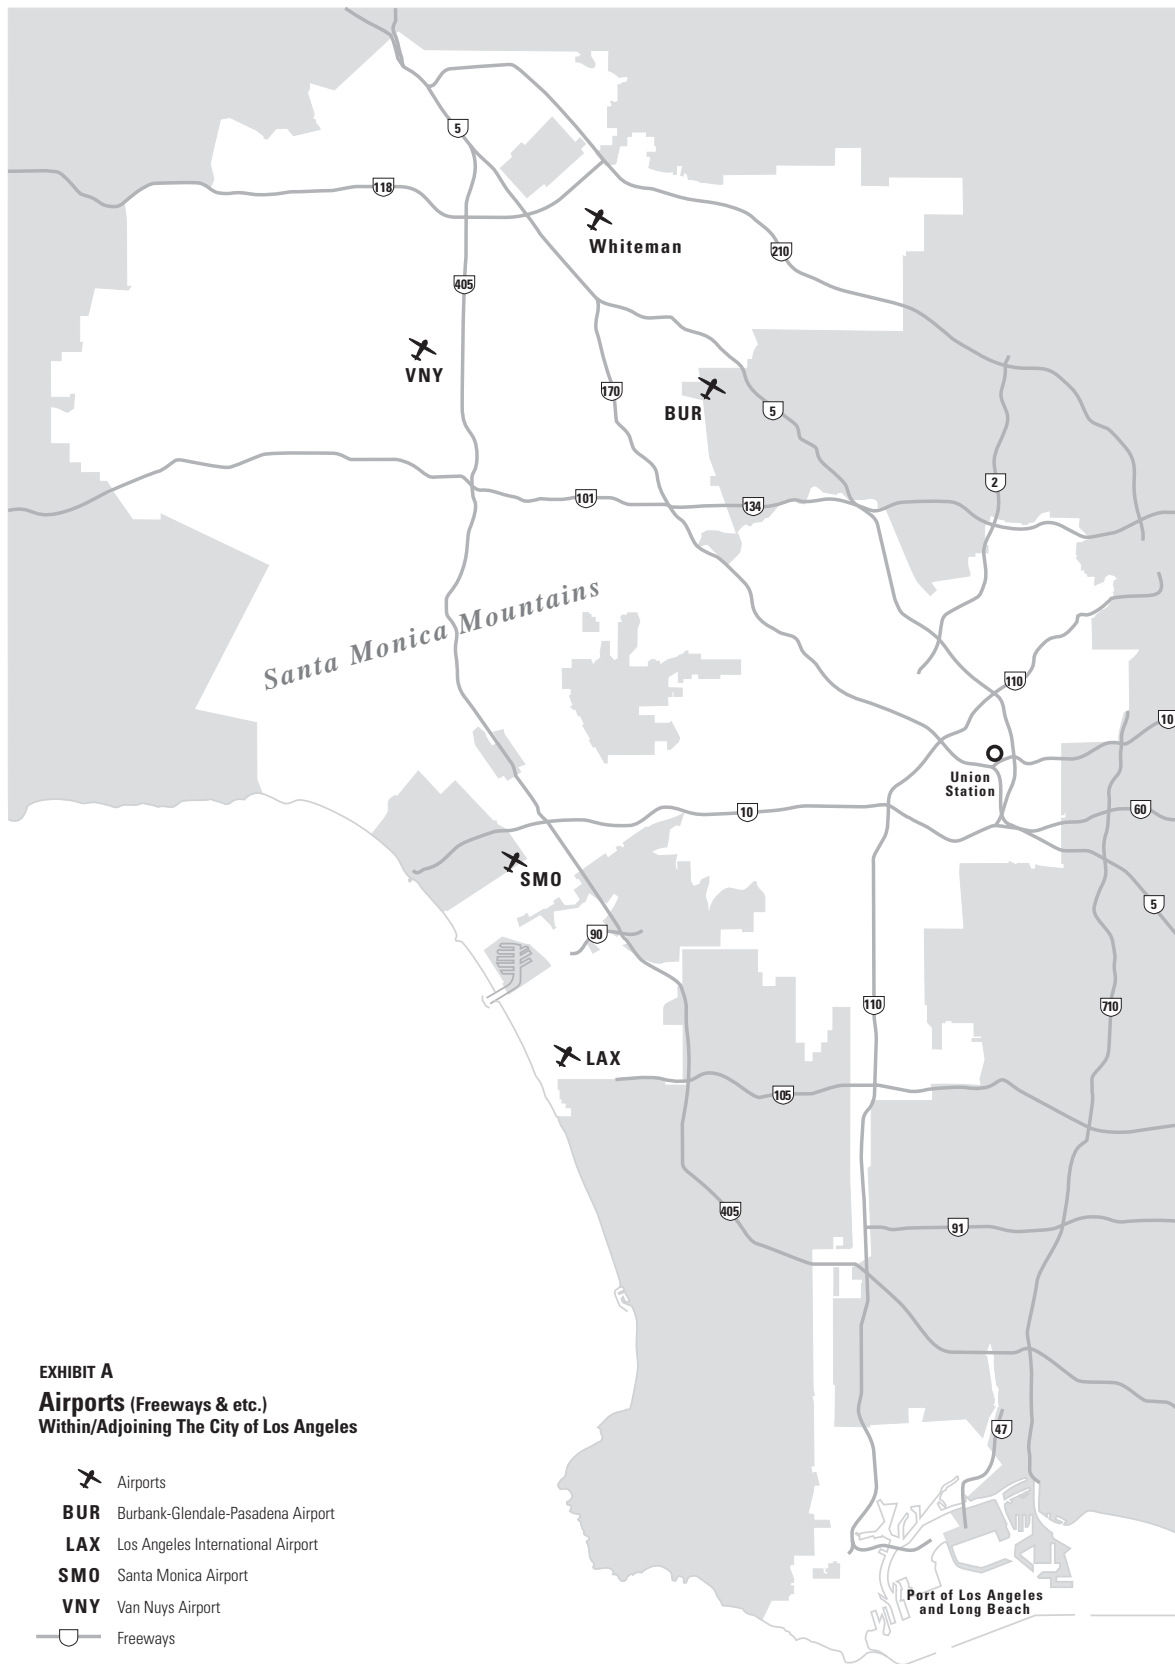 5
118
Whiteman
210
405
VNY
170
BUR
5
2
101
134
Santa Monica Mountains
110
10
Union
Station
10
60
SMO
5
90
110
710
LAX
105
405
91
EXHIBIT A
Airports (Freeways & etc.)
Within/Adjoining The City of Los Angeles
47
Airports
BUR Burbank-Glendale-Pasadena Airport
LAX Los Angeles International Airport
SMO Santa Monica Airport
VNY Van Nuys Airport
Freeways
Port of Los Angeles
and Long Beach